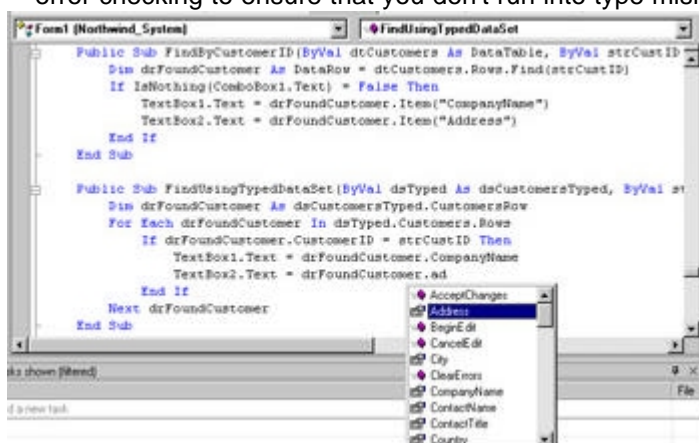 error checking to ensure that you don't run into type mism
Form1 (Northwind_System) FindUsingTypedDataSet
Public Sub FindByCustomerID(ByVal dtCustomers As DataTable, ByVal strCustID
Dim drFoundCustomer As DataRow = dtCustomers.Rows.Find(strCustID)
If IsNothing(ComboBox1.Text) = False Then
TextBox1.Text = drFoundCustomer.Item("CompanyName")
TextBox2.Text = drFoundCustomer.Item("Address")
End If
End Sub
Public Sub FindUsingTypedDataSet(ByVal dsTyped As dsCustomersTyped, ByVal st
Dim drFoundCustomer As dsCustomersTyped.CustomersRow
For Each drFoundCustomer In dsTyped.Customers.Rows
If drFoundCustomer.CustomerID = strCustID Then
TextBox1.Text = drFoundCustomer.CompanyName
TextBox2.Text = drFoundCustomer.ad
End If
Next drFoundCustomer
End Sub
AcceptChanges
Address
BeginEdit
CancelEdit
City
ClearErrors
CompanyName
ContactName
ContactTitle
Country
ks shown (filtered)
File
d a new task